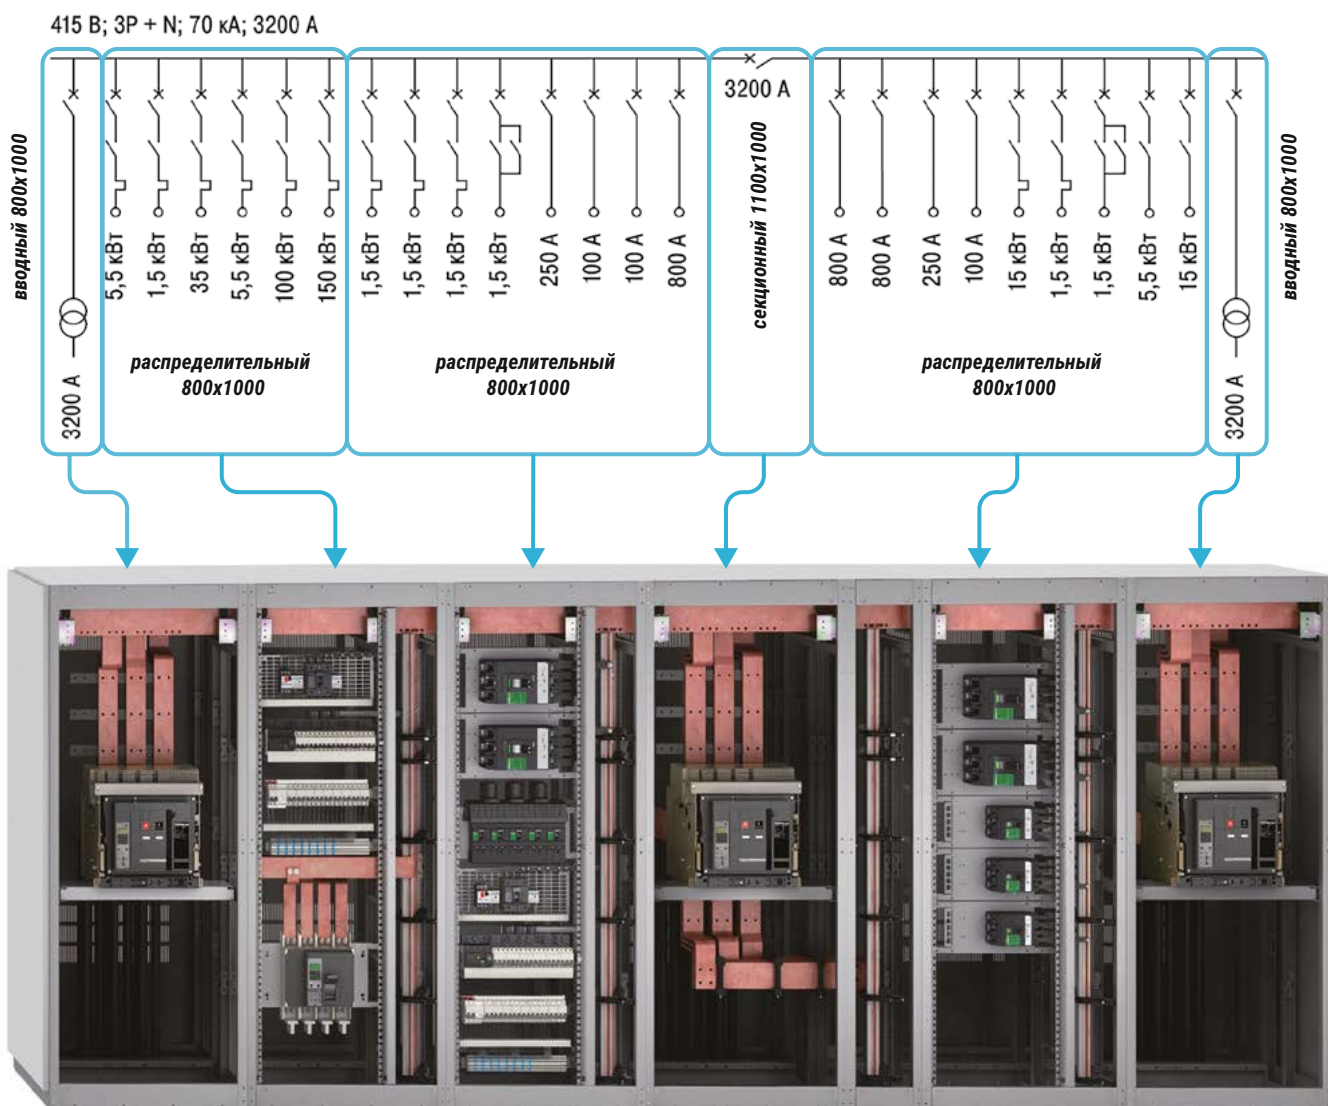 415 В; 3P + N; 70 кА; 3200 А
вводный 800x1000
3200 А
5,5 кВт
1,5 кВт
35 кВт
5,5 кВт
100 кВт
150 кВт
распределительный
800x1000
1,5 кВт
1,5 кВт
1,5 кВт
1,5 кВт
250 А
100 А
100 А
800 А
распределительный
800x1000
3200 А
секционный 1100x1000
800 А
800 А
250 А
100 А
15 кВт
1,5 кВт
1,5 кВт
5,5 кВт
15 кВт
распределительный
800x1000
3200 А
вводный 800x1000